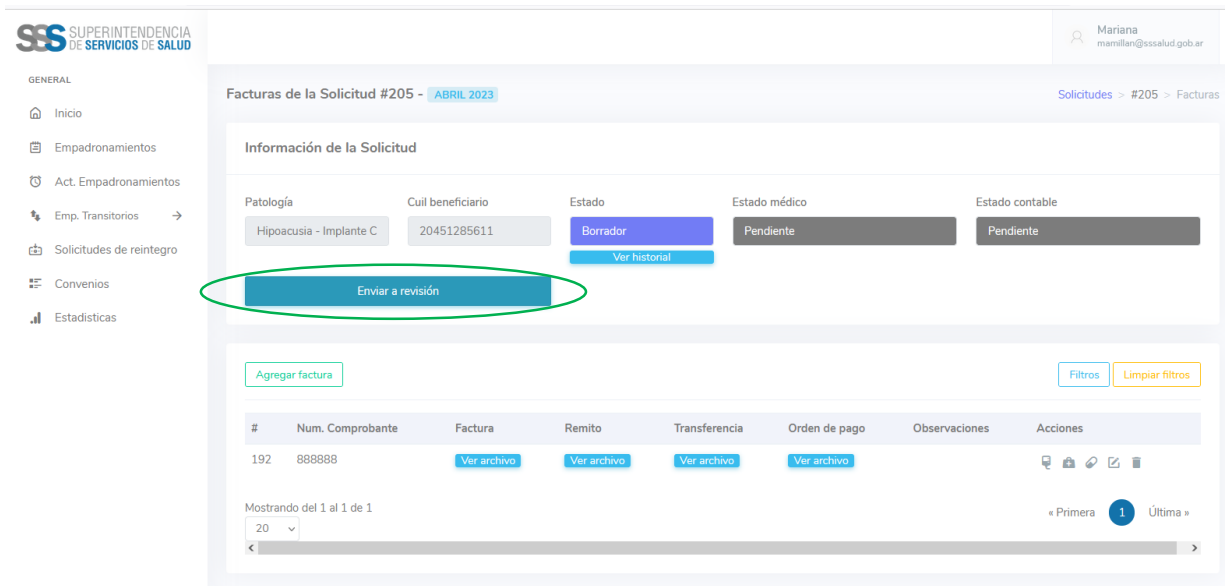 SSS SUPERINTENDENCIA
DE SERVICIOS DE SALUD
Mariana
mamillan@sssalud.gob.ar
GENERAL
Inicio
Empadronamientos
Act. Empadronamientos
Emp. Transitorios
Solicitudes de reintegro
Convenios
Estadisticas
Facturas de la Solicitud #205 - ABRIL 2023
Solicitudes > #205 > Facturas
Información de la Solicitud
Patología Cuil beneficiario Estado Estado médico Estado contable
Hipoacusia - Implante C 20451285611 Borrador Pendiente Pendiente
Ver historial
Enviar a revisión
Agregar factura Filtros Limpiar filtros
# Num. Comprobante Factura Remito Transferencia Orden de pago Observaciones Acciones
192 888888 Ver archivo Ver archivo Ver archivo Ver archivo
Mostrando del 1 al 1 de 1
20
« Primera 1 Última »